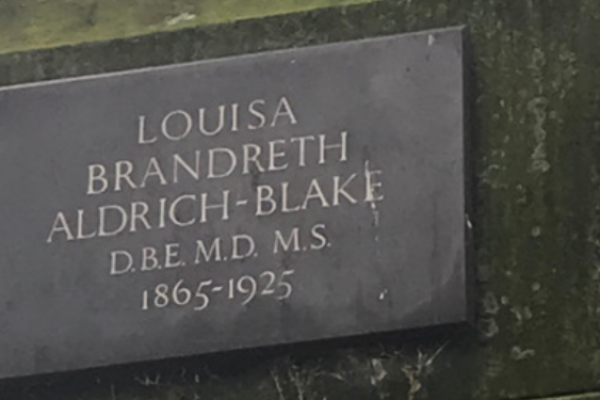 LOUISA
BRANDRETH
ALDRICH-BLAKE
D.B.E. M.D. M.S.
1865-1925